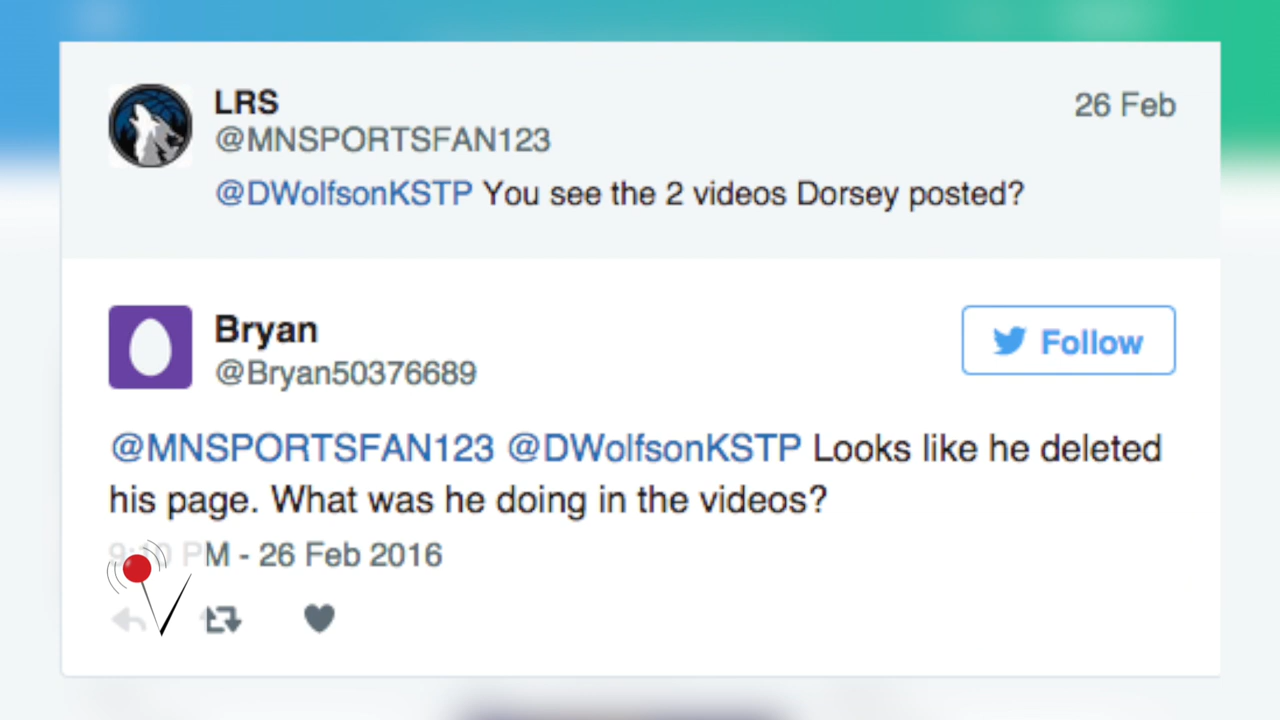 LRS
26 Feb
@MNSPORTSFAN123
@DWolfsonKSTP You see the 2 videos Dorsey posted?
Bryan
Follow
@Bryan50376689
@MNSPORTSFAN123 @DWolfsonKSTP Looks like he deleted
his page. What was he doing in the videos?
PM - 26 Feb 2016